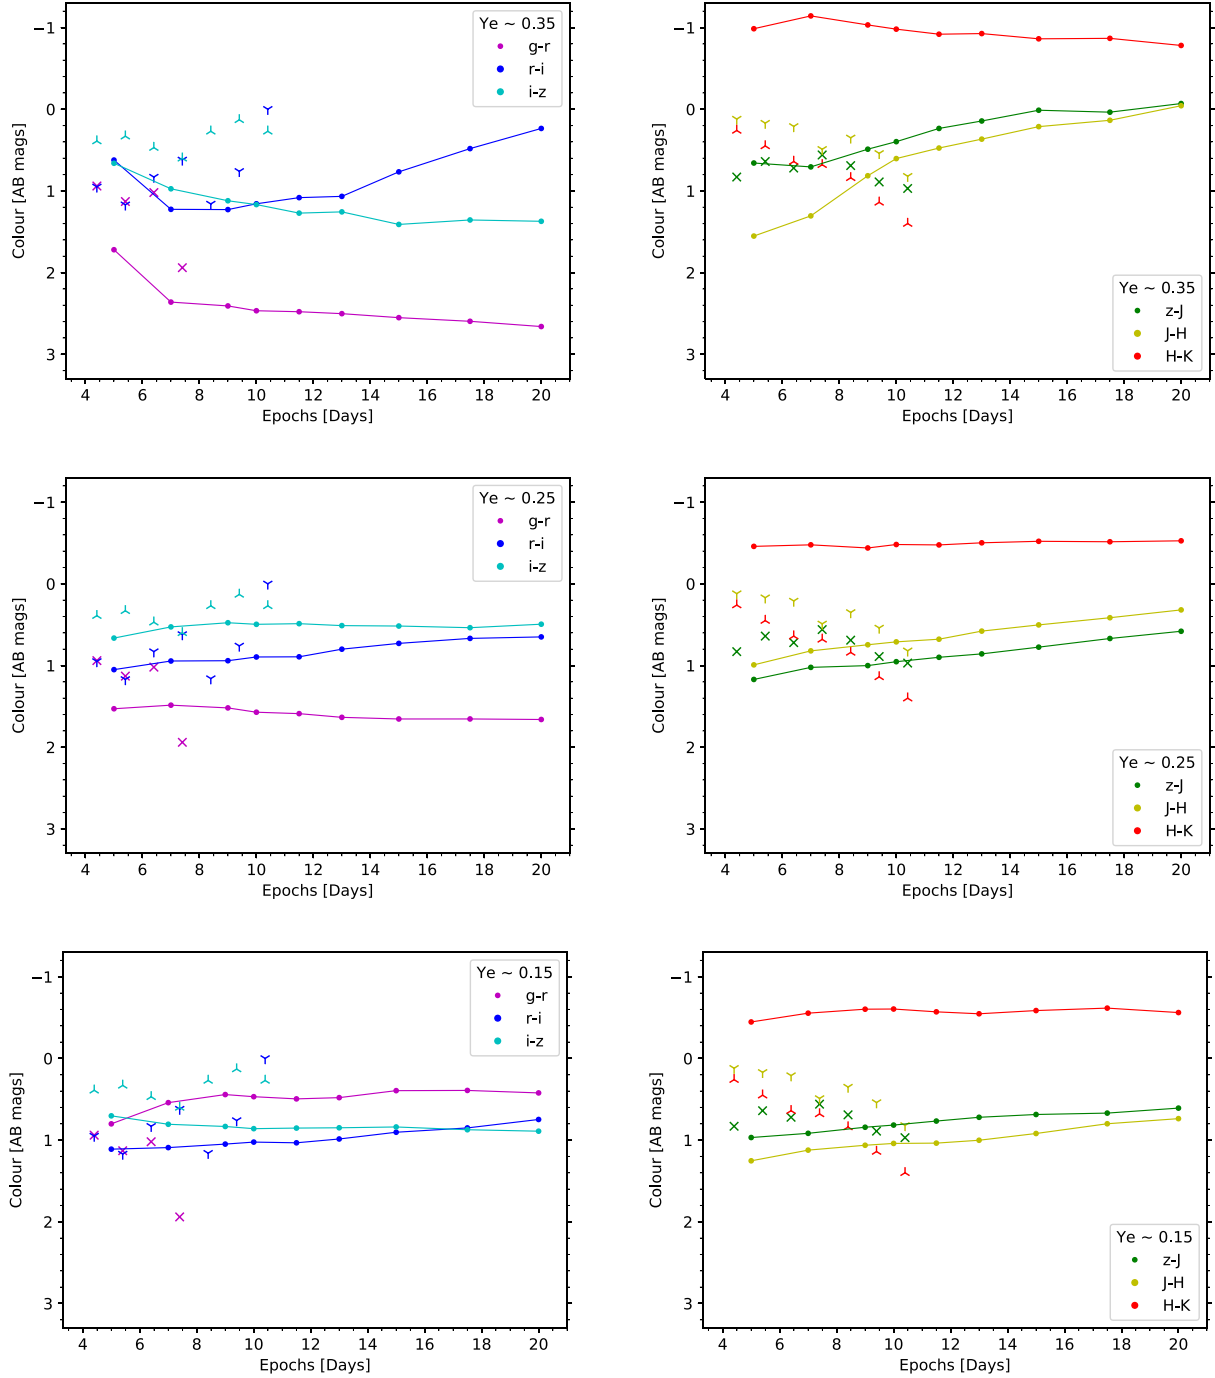 Ye ~ 0.35
g-r
r-i
i-z
−1
0
1
2
3
Colour [AB mags]
4 6 8 10 12 14 16 18 20
Epochs [Days]
−1
0
1
2
3
Colour [AB mags]
Ye ~ 0.35
z-J
J-H
H-K
4 6 8 10 12 14 16 18 20
Epochs [Days]
Ye ~ 0.25
g-r
r-i
i-z
−1
0
1
2
3
Colour [AB mags]
4 6 8 10 12 14 16 18 20
Epochs [Days]
−1
0
1
2
3
Colour [AB mags]
Ye ~ 0.25
z-J
J-H
H-K
4 6 8 10 12 14 16 18 20
Epochs [Days]
Ye ~ 0.15
g-r
r-i
i-z
−1
0
1
2
3
Colour [AB mags]
4 6 8 10 12 14 16 18 20
Epochs [Days]
−1
0
1
2
3
Colour [AB mags]
Ye ~ 0.15
z-J
J-H
H-K
4 6 8 10 12 14 16 18 20
Epochs [Days]